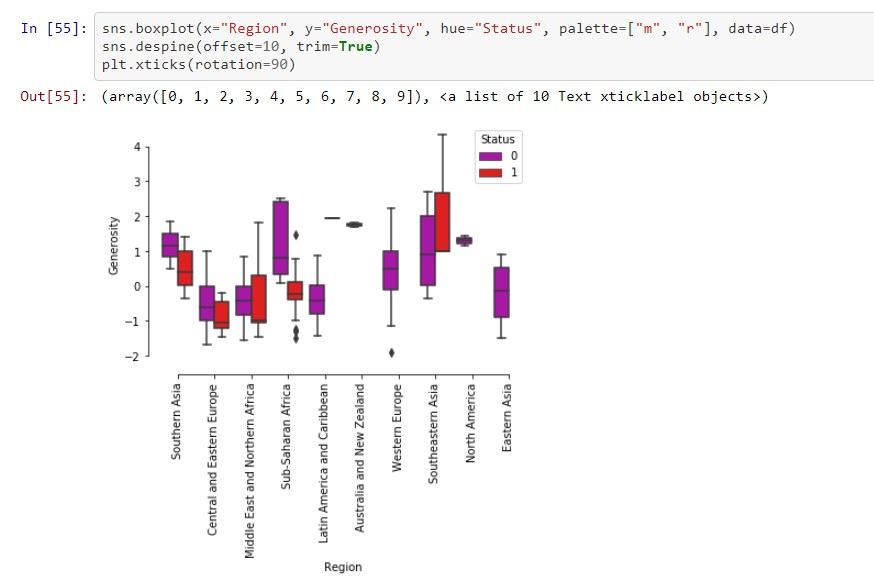 In [55]: sns.boxplot(x="Region", y="Generosity", hue="Status", palette=["m", "r"], data=df)
sns.despine(offset=10, trim=True)
plt.xticks(rotation=90)
Out[55]: (array([0, 1, 2, 3, 4, 5, 6, 7, 8, 9]), <a list of 10 Text xticklabel objects>)
Status
0
1
4
3
2
1
0
−1
−2
Generosity
Southern Asia
Central and Eastern Europe
Middle East and Northern Africa
Sub-Saharan Africa
Latin America and Caribbean
Australia and New Zealand
Western Europe
Southeastern Asia
North America
Eastern Asia
Region